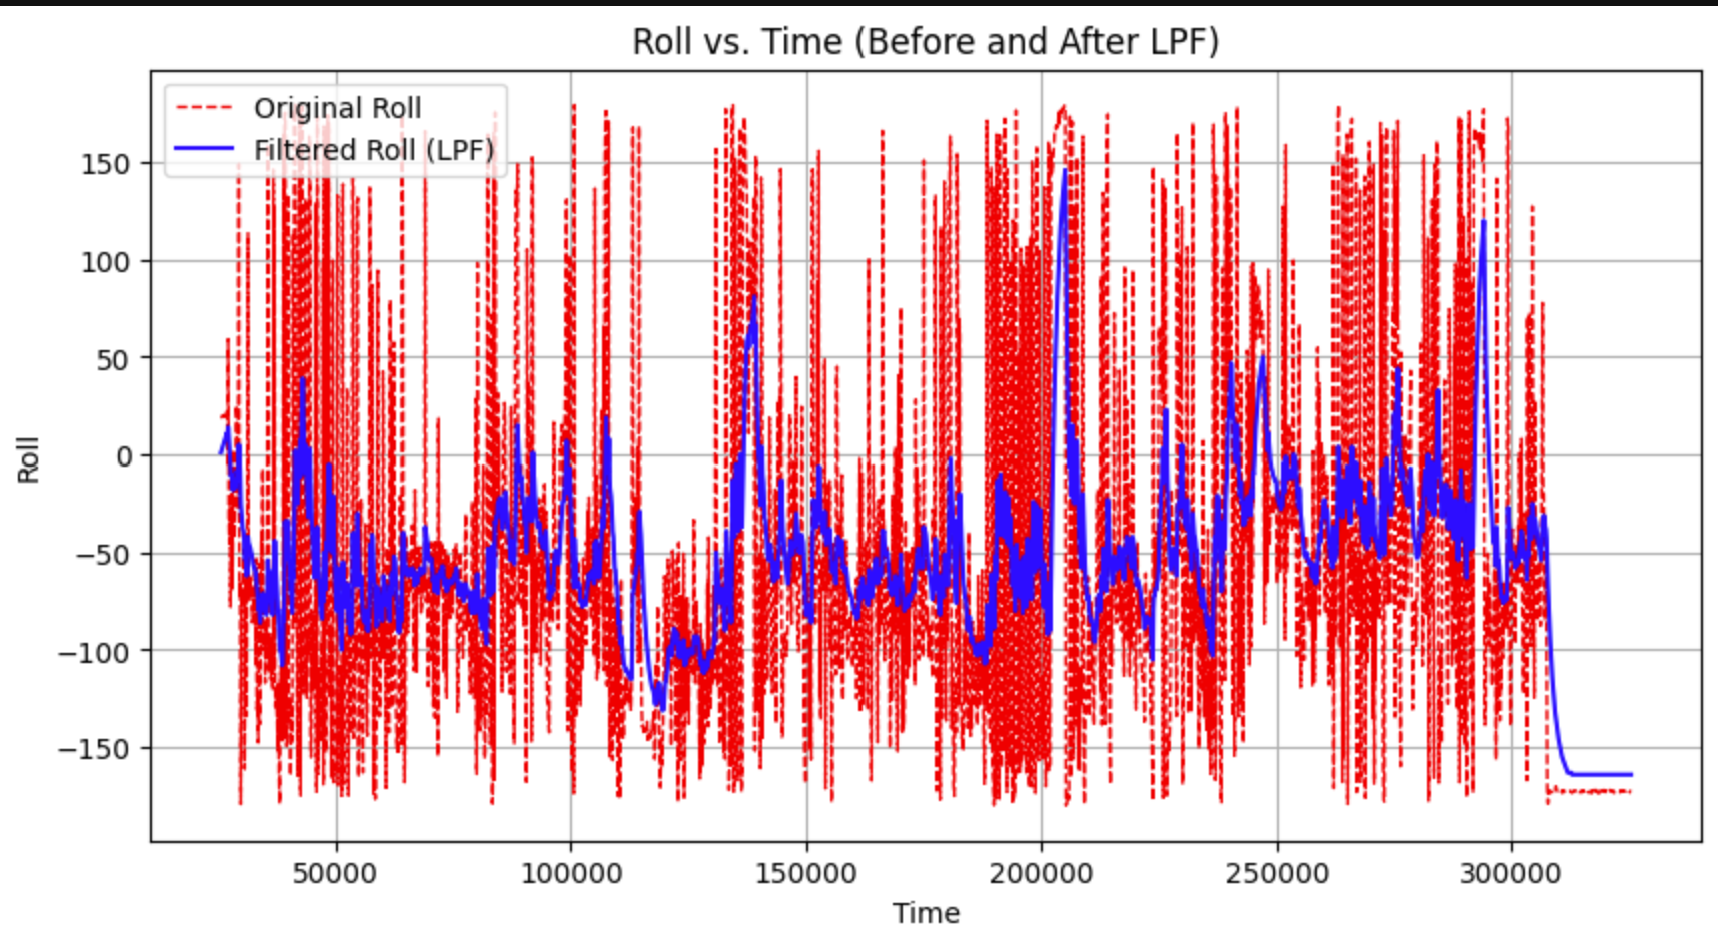 Roll vs. Time (Before and After LPF)
Original Roll
Filtered Roll (LPF)
150
100
50
0
−50
−100
−150
Roll
50000 100000 150000 200000 250000 300000
Time